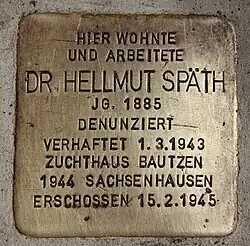 HIER WOHNTE
UND ARBEITETE
DR. HELLMUT SPÄTH
JG. 1885
DENUNZIERT
VERHAFTET 1.3.1943
ZUCHTHAUS BAUTZEN
1944 SACHSENHAUSEN
ERSCHOSSEN 15.2.1945